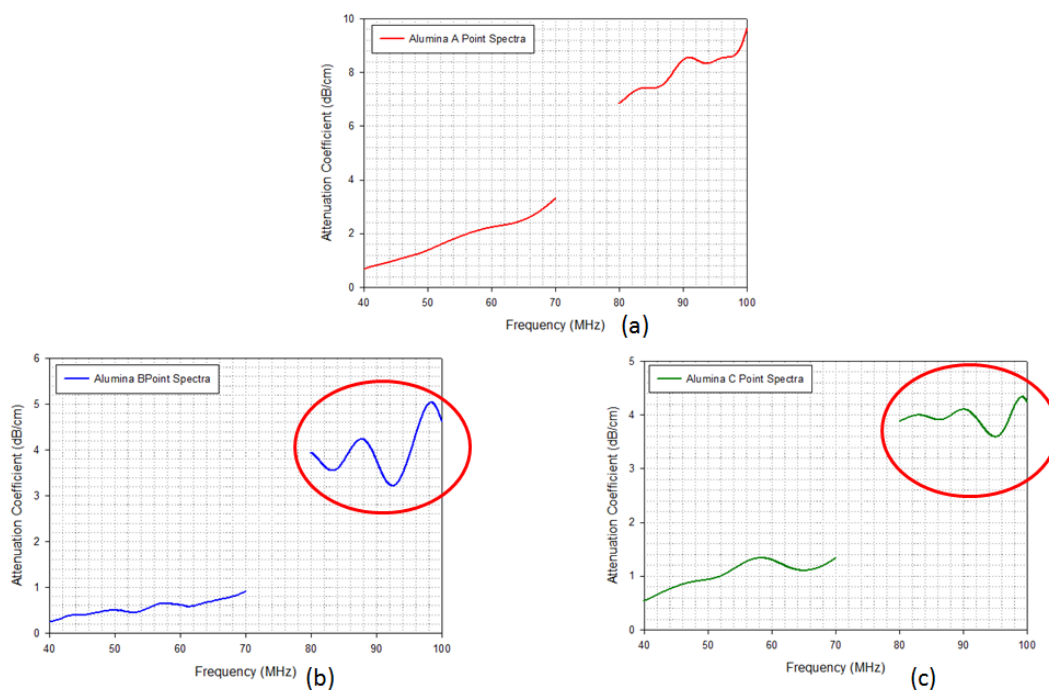 10
8
6
4
2
0
Attenuation Coefficient (dB/cm)
Alumina A Point Spectra
40 50 60 70 80 90 100
Frequency (MHz)
(a)
6
5
4
3
2
1
0
Attenuation Coefficient (dB/cm)
Alumina BPoint Spectra
40 50 60 70 80 90 100
Frequency (MHz)
(b)
5
4
3
2
1
0
Attenuation Coefficient (dB/cm)
Alumina C Point Spectra
40 50 60 70 80 90 100
Frequency (MHz)
(c)